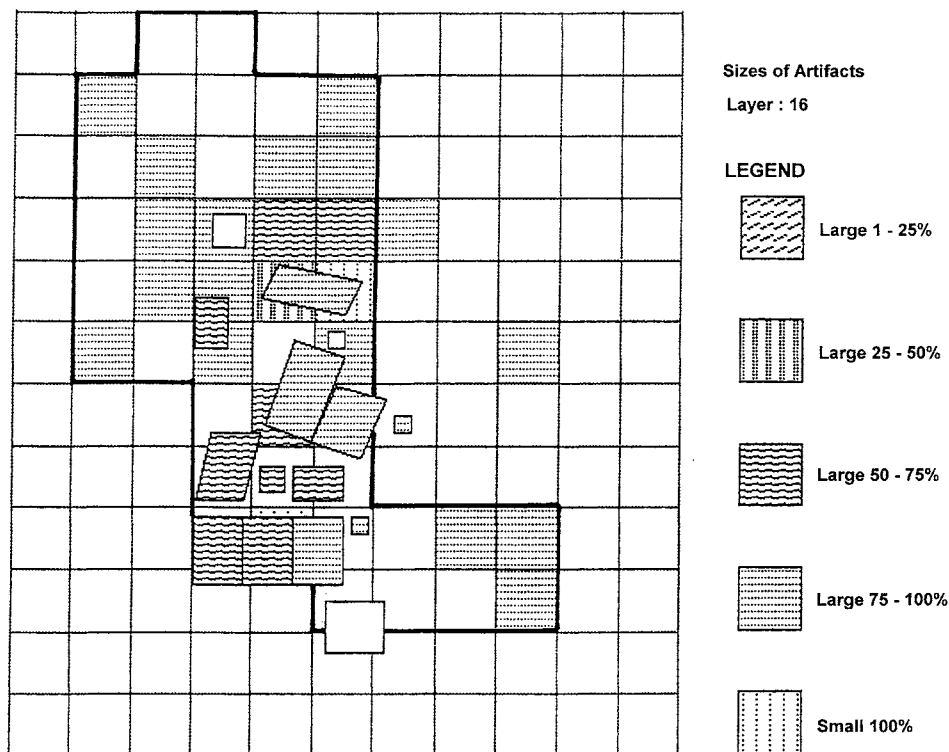 Sizes of Artifacts
Layer : 16
LEGEND
Large 1 - 25%
Large 25 - 50%
Large 50 - 75%
Large 75 - 100%
Small 100%